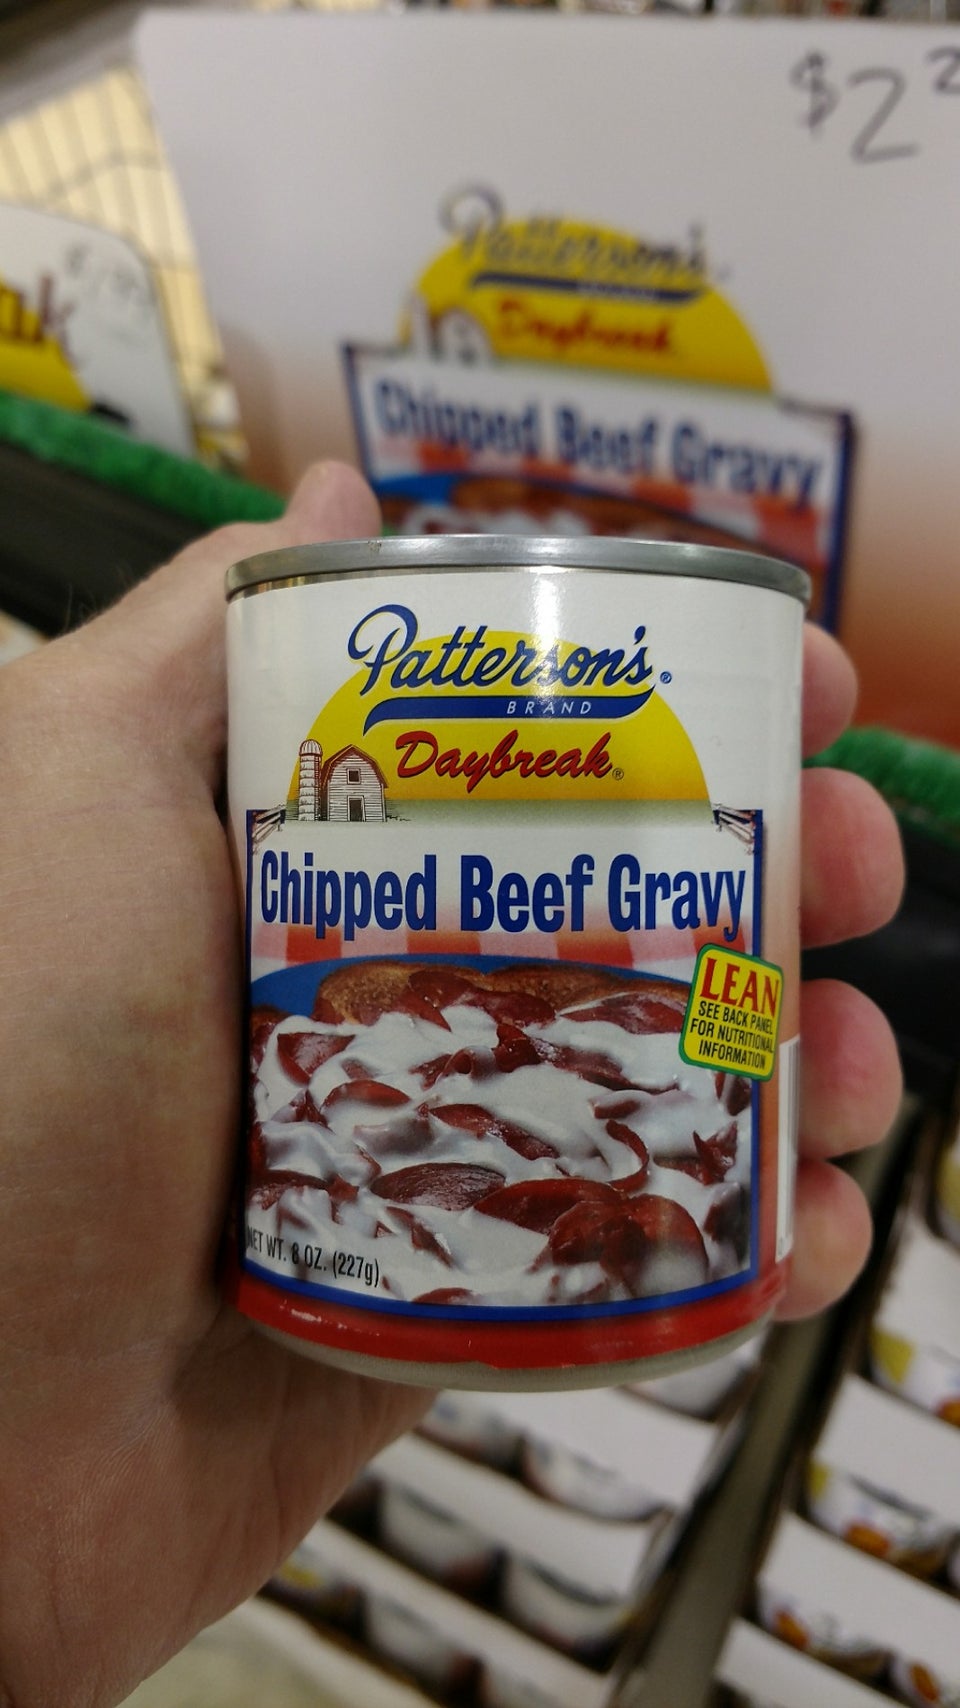 $2
Patterson's
BRAND
Daybreak
Chipped Beef Gravy
Patterson's®
BRAND
Daybreak®
Chipped Beef Gravy
LEAN
SEE BACK PANEL
FOR NUTRITIONAL
INFORMATION
NET WT. 8 OZ. (227g)